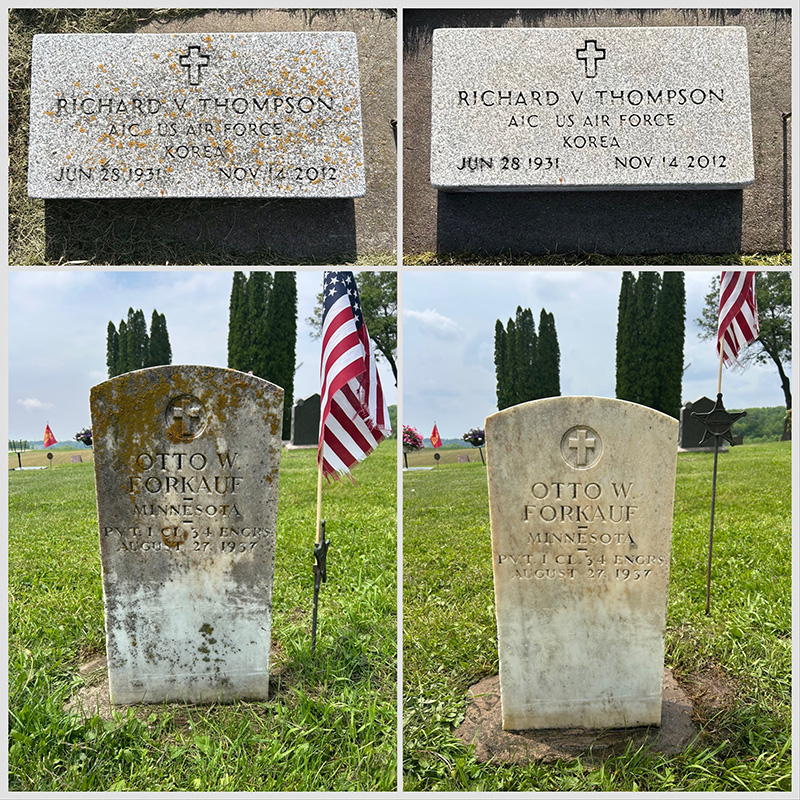 RICHARD V THOMPSON
A1C US AIR FORCE
KOREA
JUN 28 1931 NOV 14 2012
RICHARD V THOMPSON
A1C US AIR FORCE
KOREA
JUN 28 1931 NOV 14 2012
OTTO W.
FORKAUF
MINNESOTA
PVT. 1 CL. 34 ENGRS.
AUGUST 27, 1937
OTTO W.
FORKAUF
MINNESOTA
PVT. 1 CL. 34 ENGRS.
AUGUST 27, 1937